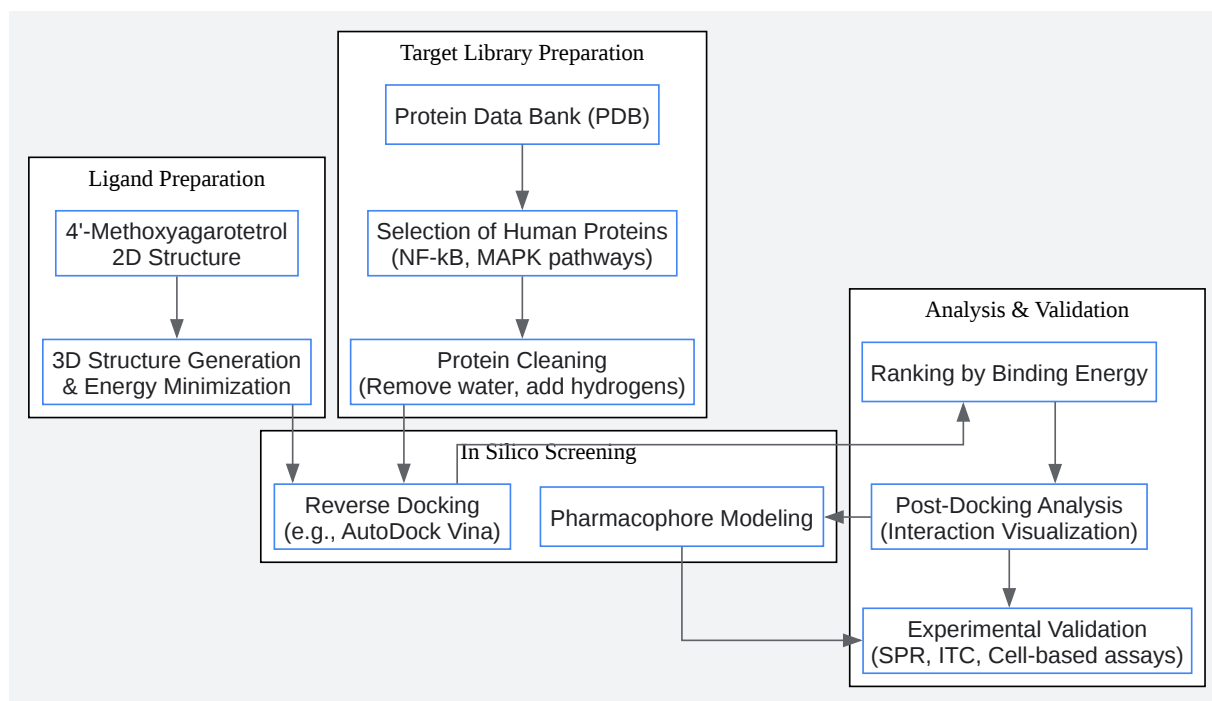 Target Library Preparation
Protein Data Bank (PDB)
Selection of Human Proteins
(NF-kB, MAPK pathways)
Protein Cleaning
(Remove water, add hydrogens)
Ligand Preparation
4'-Methoxyagarotetrol
2D Structure
3D Structure Generation
& Energy Minimization
In Silico Screening
Reverse Docking
(e.g., AutoDock Vina)
Pharmacophore Modeling
Analysis & Validation
Ranking by Binding Energy
Post-Docking Analysis
(Interaction Visualization)
Experimental Validation
(SPR, ITC, Cell-based assays)